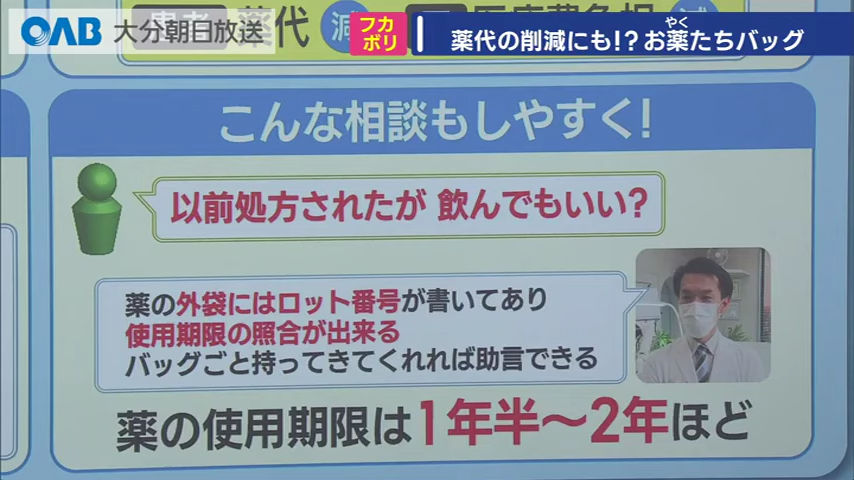 OAB 大分朝日放送
薬代 減
フカボリ
薬代の削減にも!?お薬たちバッグ
やく
こんな相談もしやすく!
以前処方されたが 飲んでもいい?
薬の外袋にはロット番号が書いてあり
使用期限の照合が出来る
バッグごと持ってきてくれれば助言できる
薬の使用期限は1年半～2年ほど